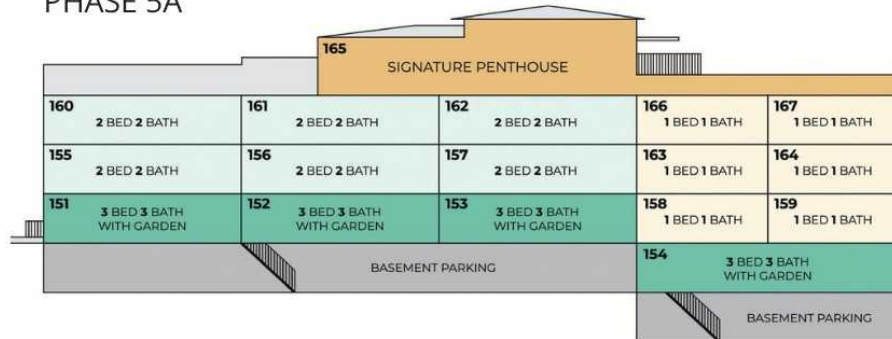 PHASE 5A
165
SIGNATURE PENTHOUSE
160
2 BED 2 BATH
161
2 BED 2 BATH
162
2 BED 2 BATH
166
1 BED 1 BATH
167
1 BED 1 BATH
155
2 BED 2 BATH
156
2 BED 2 BATH
157
2 BED 2 BATH
163
1 BED 1 BATH
164
1 BED 1 BATH
151
3 BED 3 BATH
WITH GARDEN
152
3 BED 3 BATH
WITH GARDEN
153
3 BED 3 BATH
WITH GARDEN
158
1 BED 1 BATH
159
1 BED 1 BATH
BASEMENT PARKING
154
3 BED 3 BATH
WITH GARDEN
BASEMENT PARKING